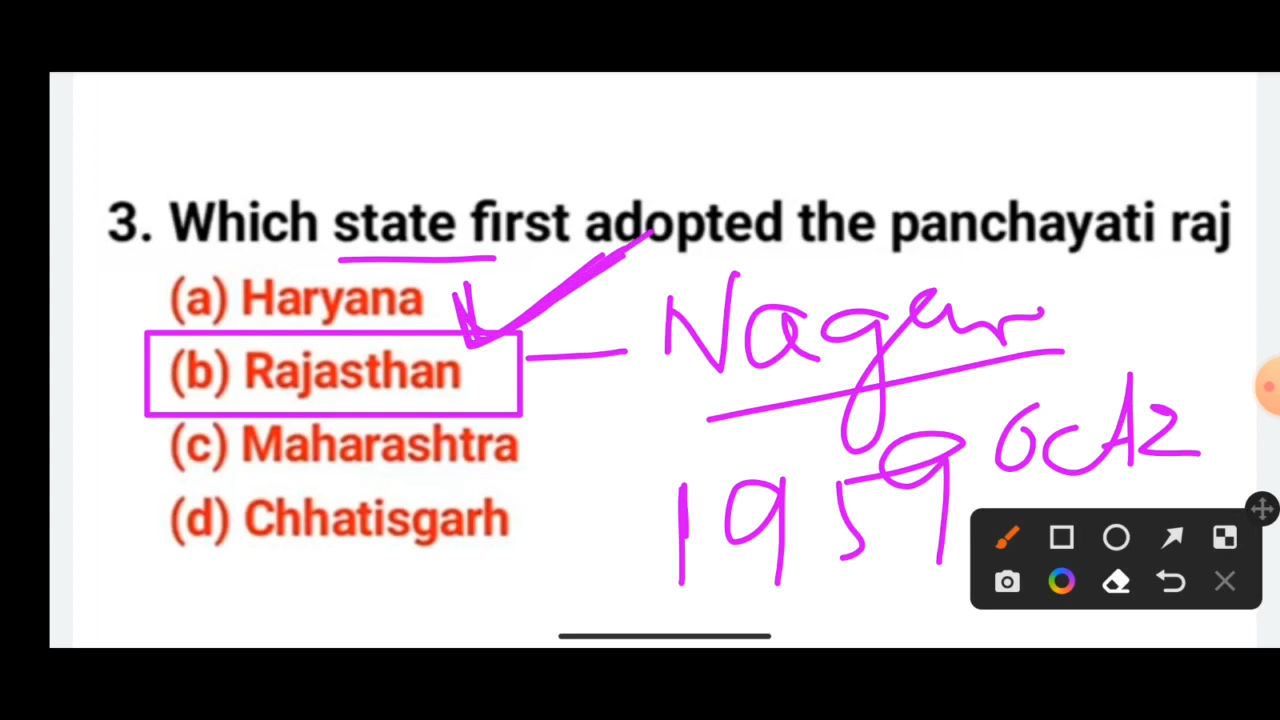 3. Which state first adopted the panchayati raj
(a) Haryana
(b) Rajasthan
(c) Maharashtra
(d) Chhatisgarh
Nagaur
1959 Oct 2